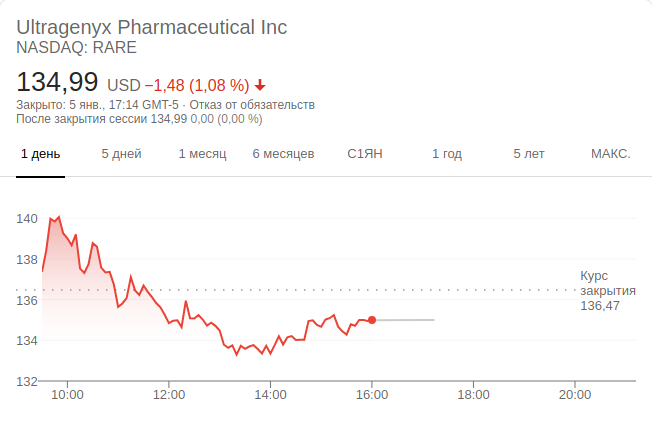 Ultragenyx Pharmaceutical Inc
NASDAQ: RARE
134,99 USD −1,48 (1,08 %)
Закрыто: 5 янв., 17:14 GMT-5 · Отказ от обязательств
После закрытия сессии 134,99 0,00 (0,00 %)
1 день 5 дней 1 месяц 6 месяцев С1ЯН 1 год 5 лет МАКС.
140
138
136
134
132
Курс
закрытия
136,47
10:00 12:00 14:00 16:00 18:00 20:00